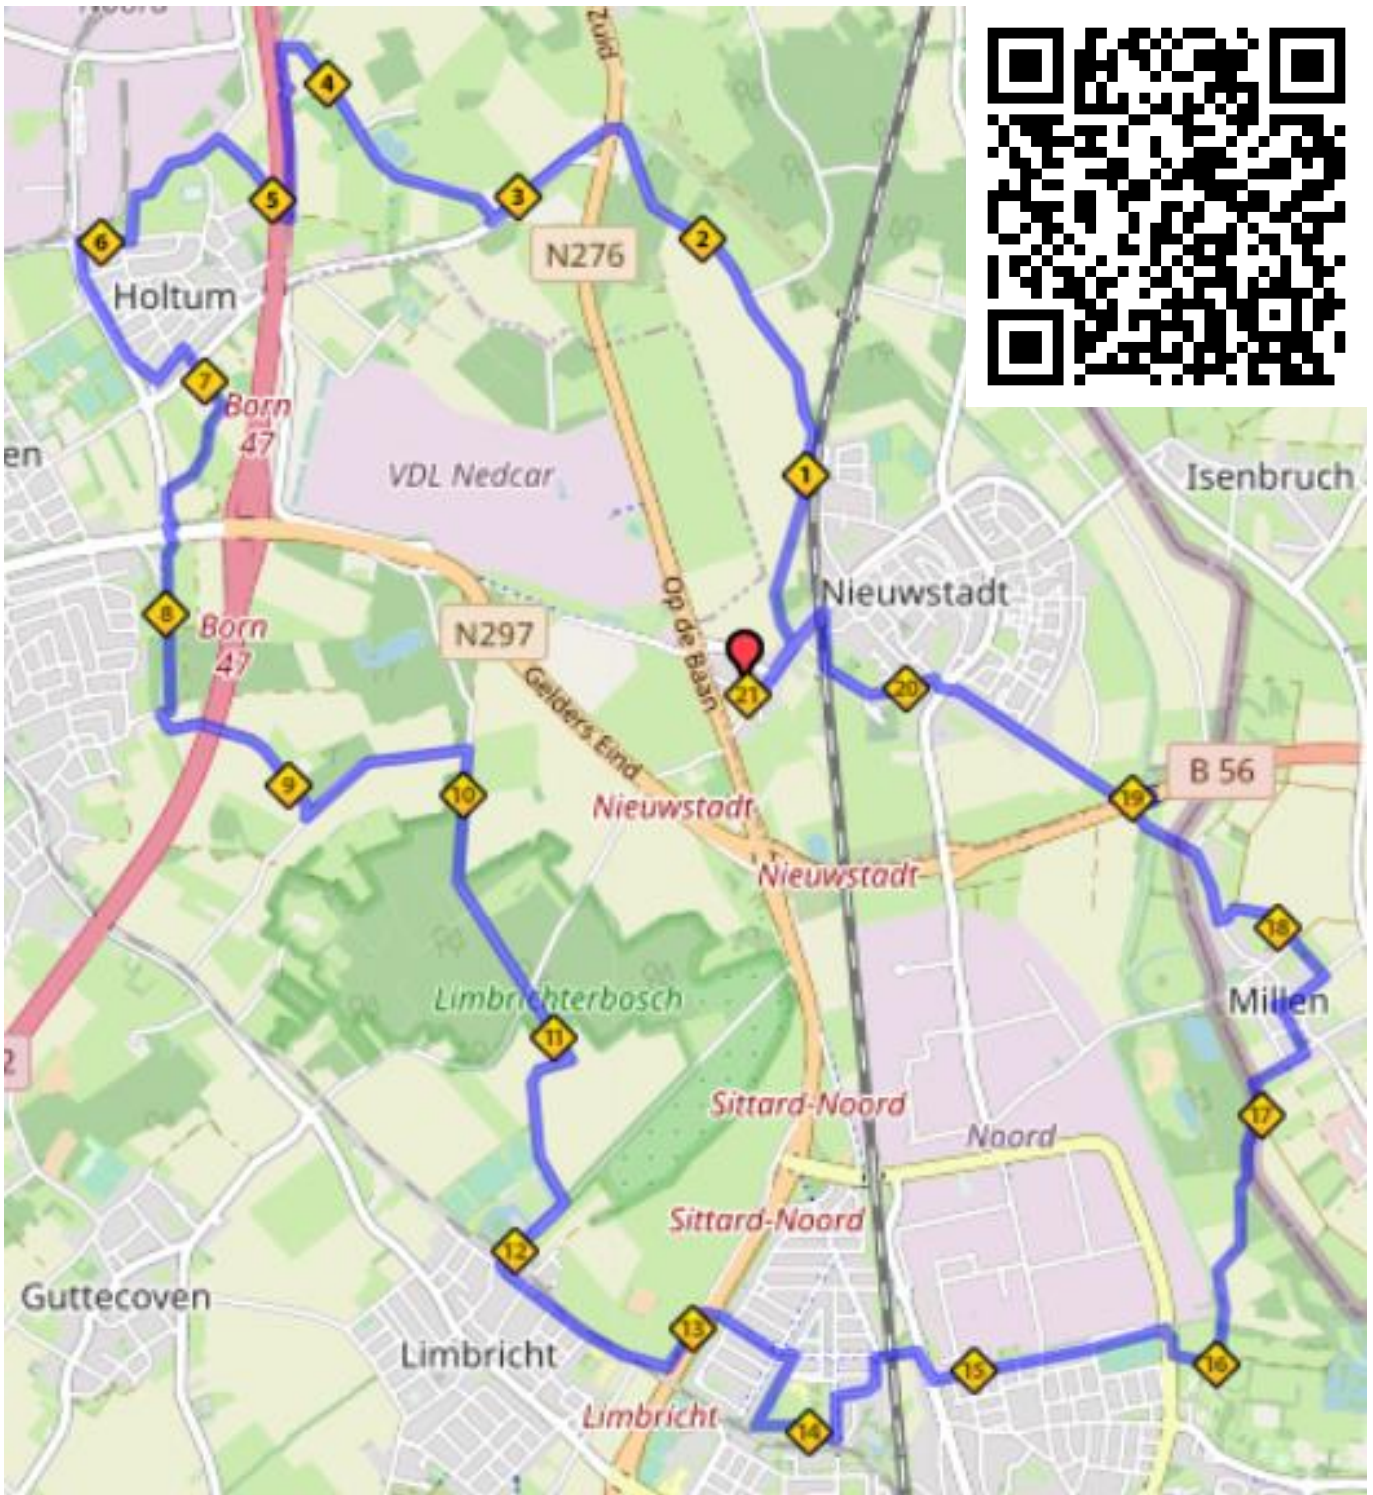 Noord
Zuid
4
3
5
2
6
N276
Holtum
7
Born
47
en
VDL Nedcar
1
Isenbruch
Op de Baan
Nieuwstadt
8
Born
47
N297
Gelders Eind
21
20
B 56
9
10
Nieuwstadt
19
Nieuwstadt
18
Limbrichterbosch
Millen
11
2
Sittard-Noord
17
Noord
Sittard-Noord
12
Guttecoven
13
Limbricht
16
15
Limbricht
14